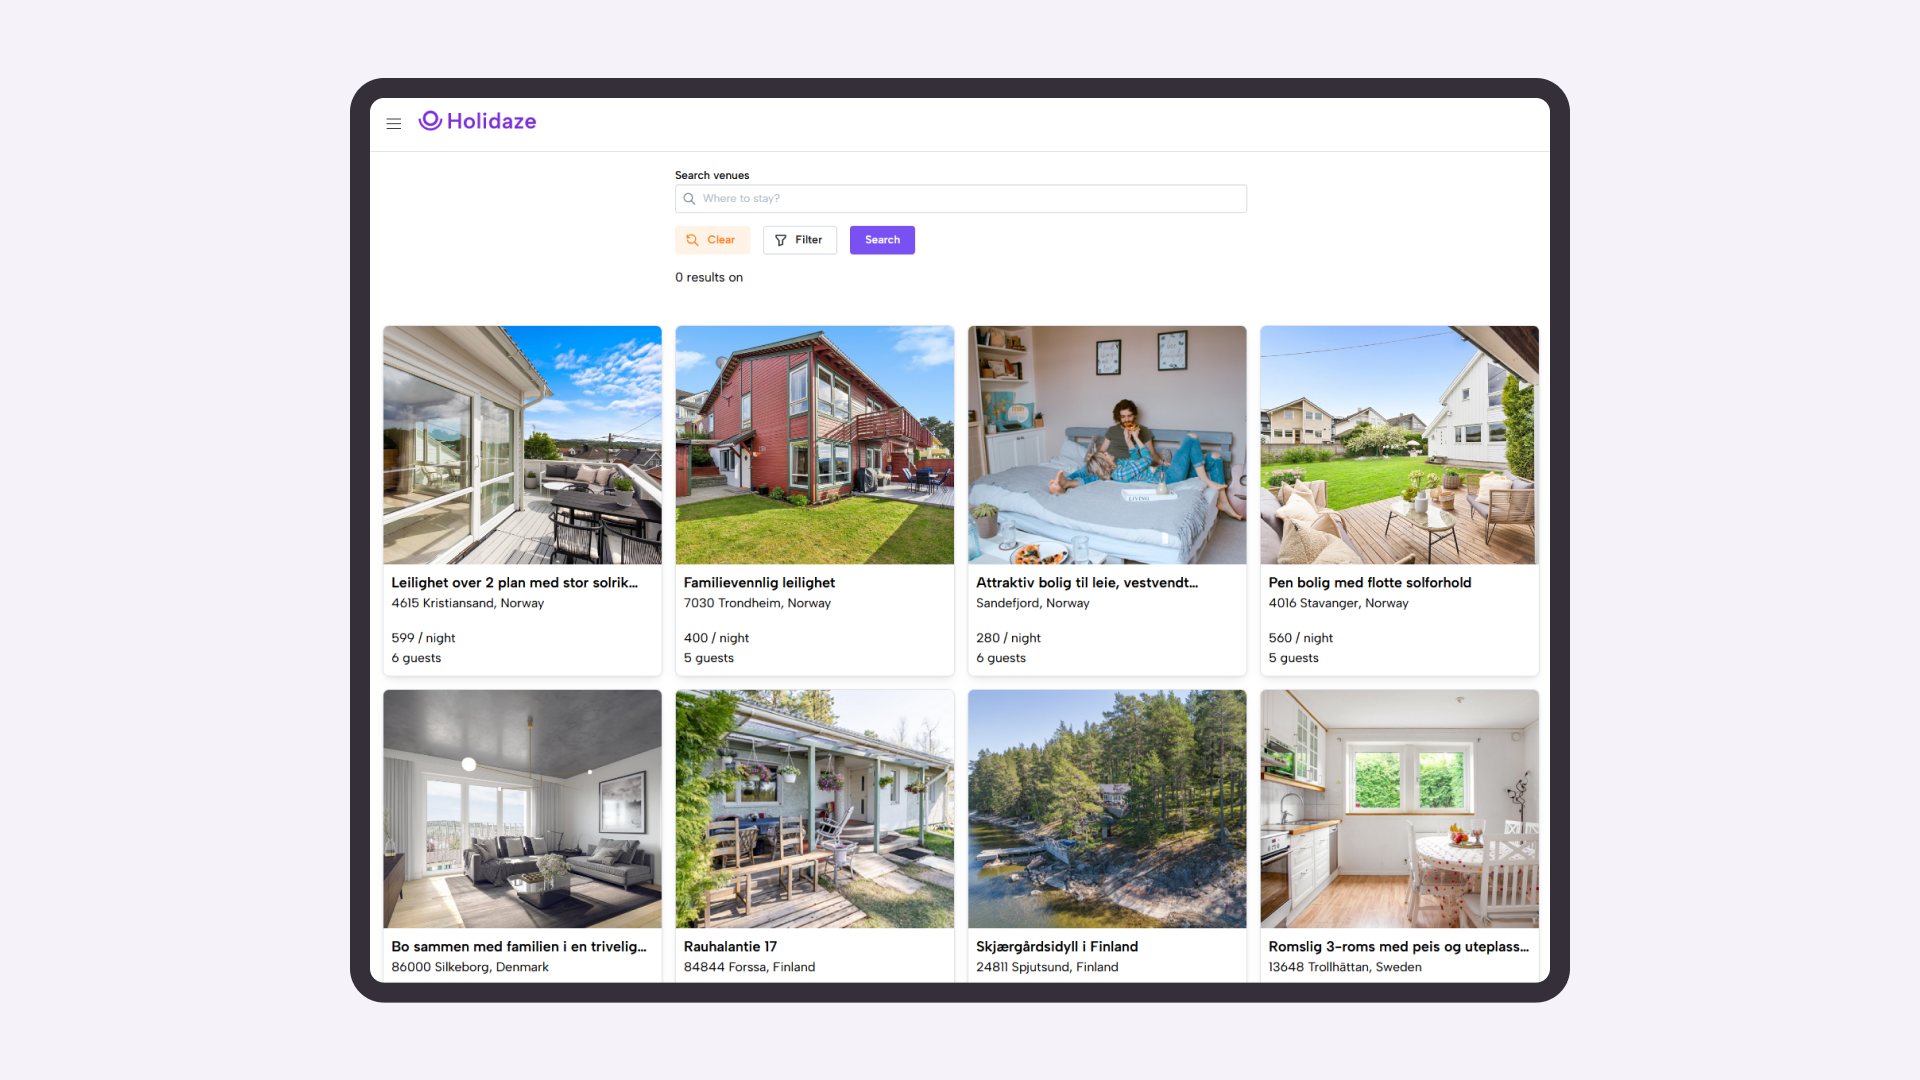 Holidaze
Search venues
Where to stay?
Clear
Filter
Search
0 results on
Leilighet over 2 plan med stor solrik...
4615 Kristiansand, Norway
599 / night
6 guests
Familievennlig leilighet
7030 Trondheim, Norway
400 / night
5 guests
Attraktiv bolig til leie, vestvendt...
Sandefjord, Norway
280 / night
6 guests
Pen bolig med flotte solforhold
4016 Stavanger, Norway
560 / night
5 guests
LIVING
Bo sammen med familien i en trivelig...
86000 Silkeborg, Denmark
Rauhalantie 17
84844 Forssa, Finland
Skjærgårdsidyll i Finland
24811 Spjutsund, Finland
Romslig 3-roms med peis og uteplass...
13648 Trollhättan, Sweden